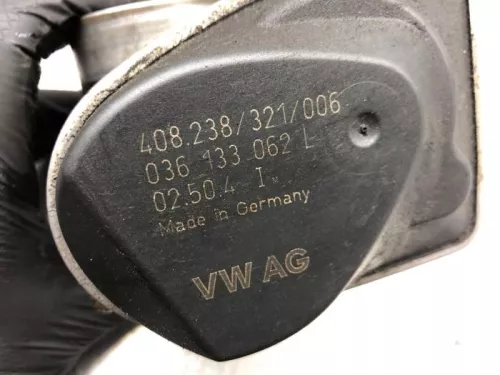 408.238/321/006
036 133 062 L
02.50.4 I
Made in Germany
VW AG